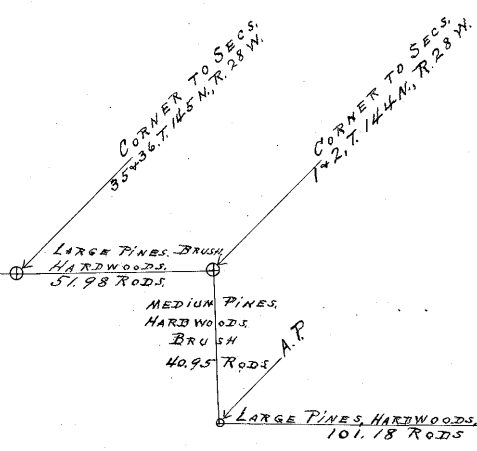 CORNER TO SECS.
35&36, T. 145 N., R. 28 W.
CORNER TO SECS.
1&2, T. 144 N., R. 28 W.
LARGE PINES. BRUSH.
HARDWOODS.
51.98 RODS.
MEDIUM PINES.
HARDWOODS.
BRUSH
40.95 RODS
A.P.
LARGE PINES, HARDWOODS.
101.18 RODS